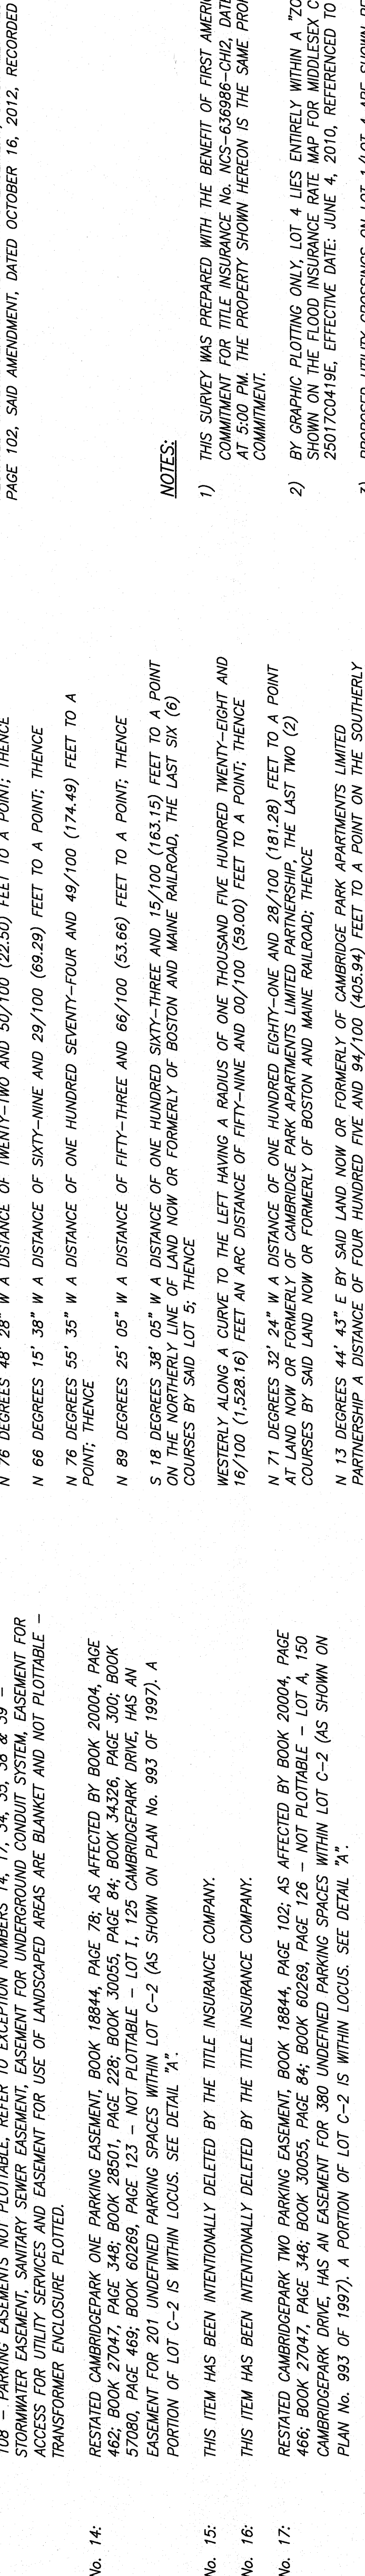 108 – PARKING EASEMENTS NOT PLOTTABLE, REFER TO EXCEPTION NUMBERS 14, 17, 34, 35, 38 & 39 –
STORMWATER EASEMENT, SANITARY SEWER EASEMENT, EASEMENT FOR UNDERGROUND CONDUIT SYSTEM, EASEMENT FOR
ACCESS FOR UTILITY SERVICES AND EASEMENT FOR USE OF LANDSCAPED AREAS ARE BLANKET AND NOT PLOTTABLE –
TRANSFORMER ENCLOSURE PLOTTED.
No. 14: RESTATED CAMBRIDGEPARK ONE PARKING EASEMENT, BOOK 18844, PAGE 78; AS AFFECTED BY BOOK 20004, PAGE
462; BOOK 27047, PAGE 348; BOOK 28501, PAGE 228; BOOK 30055, PAGE 84; BOOK 34326, PAGE 300; BOOK
57080, PAGE 469; BOOK 60269, PAGE 123 – NOT PLOTTABLE – LOT I, 125 CAMBRIDGEPARK DRIVE, HAS AN
EASEMENT FOR 201 UNDEFINED PARKING SPACES WITHIN LOT C–2 (AS SHOWN ON PLAN No. 993 OF 1997). A
PORTION OF LOT C–2 IS WITHIN LOCUS. SEE DETAIL "A".
No. 15: THIS ITEM HAS BEEN INTENTIONALLY DELETED BY THE TITLE INSURANCE COMPANY.
No. 16: THIS ITEM HAS BEEN INTENTIONALLY DELETED BY THE TITLE INSURANCE COMPANY.
No. 17: RESTATED CAMBRIDGEPARK TWO PARKING EASEMENT, BOOK 18844, PAGE 102; AS AFFECTED BY BOOK 20004, PAGE
466; BOOK 27047, PAGE 348; BOOK 30055, PAGE 84; BOOK 60269, PAGE 126 – NOT PLOTTABLE – LOT A, 150
CAMBRIDGEPARK DRIVE, HAS AN EASEMENT FOR 380 UNDEFINED PARKING SPACES WITHIN LOT C–2 (AS SHOWN ON
PLAN No. 993 OF 1997). A PORTION OF LOT C–2 IS WITHIN LOCUS. SEE DETAIL "A".
N 76 DEGREES 48' 28" W A DISTANCE OF TWENTY–TWO AND 50/100 (22.50) FEET TO A POINT; THENCE
N 66 DEGREES 15' 38" W A DISTANCE OF SIXTY–NINE AND 29/100 (69.29) FEET TO A POINT; THENCE
N 76 DEGREES 55' 35" W A DISTANCE OF ONE HUNDRED SEVENTY–FOUR AND 49/100 (174.49) FEET TO A
POINT; THENCE
N 89 DEGREES 25' 05" W A DISTANCE OF FIFTY–THREE AND 66/100 (53.66) FEET TO A POINT; THENCE
S 18 DEGREES 38' 05" W A DISTANCE OF ONE HUNDRED SIXTY–THREE AND 15/100 (163.15) FEET TO A POINT
ON THE NORTHERLY LINE OF LAND NOW OR FORMERLY OF BOSTON AND MAINE RAILROAD, THE LAST SIX (6)
COURSES BY SAID LOT 5; THENCE
WESTERLY ALONG A CURVE TO THE LEFT HAVING A RADIUS OF ONE THOUSAND FIVE HUNDRED TWENTY–EIGHT AND
16/100 (1,528.16) FEET AN ARC DISTANCE OF FIFTY–NINE AND 00/100 (59.00) FEET TO A POINT; THENCE
N 71 DEGREES 32' 24" W A DISTANCE OF ONE HUNDRED EIGHTY–ONE AND 28/100 (181.28) FEET TO A POINT
AT LAND NOW OR FORMERLY OF CAMBRIDGE PARK APARTMENTS LIMITED PARTNERSHIP, THE LAST TWO (2)
COURSES BY SAID LAND NOW OR FORMERLY OF BOSTON AND MAINE RAILROAD; THENCE
N 13 DEGREES 44' 43" E BY SAID LAND NOW OR FORMERLY OF CAMBRIDGE PARK APARTMENTS LIMITED
PARTNERSHIP A DISTANCE OF FOUR HUNDRED FIVE AND 94/100 (405.94) FEET TO A POINT ON THE SOUTHERLY
PAGE 102, SAID AMENDMENT, DATED OCTOBER 16, 2012, RECORDED
NOTES:
1) THIS SURVEY WAS PREPARED WITH THE BENEFIT OF FIRST AMERI
COMMITMENT FOR TITLE INSURANCE No. NCS–636986–CHI2, DATE
AT 5:00 PM. THE PROPERTY SHOWN HEREON IS THE SAME PROP
COMMITMENT.
2) BY GRAPHIC PLOTTING ONLY, LOT 4 LIES ENTIRELY WITHIN A "ZO
SHOWN ON THE FLOOD INSURANCE RATE MAP FOR MIDDLESEX C
25017C0419E, EFFECTIVE DATE: JUNE 4, 2010, REFERENCED TO
3) PROPOSED UTILITY CROSSINGS ON LOT 1/LOT 4 ARE SHOWN